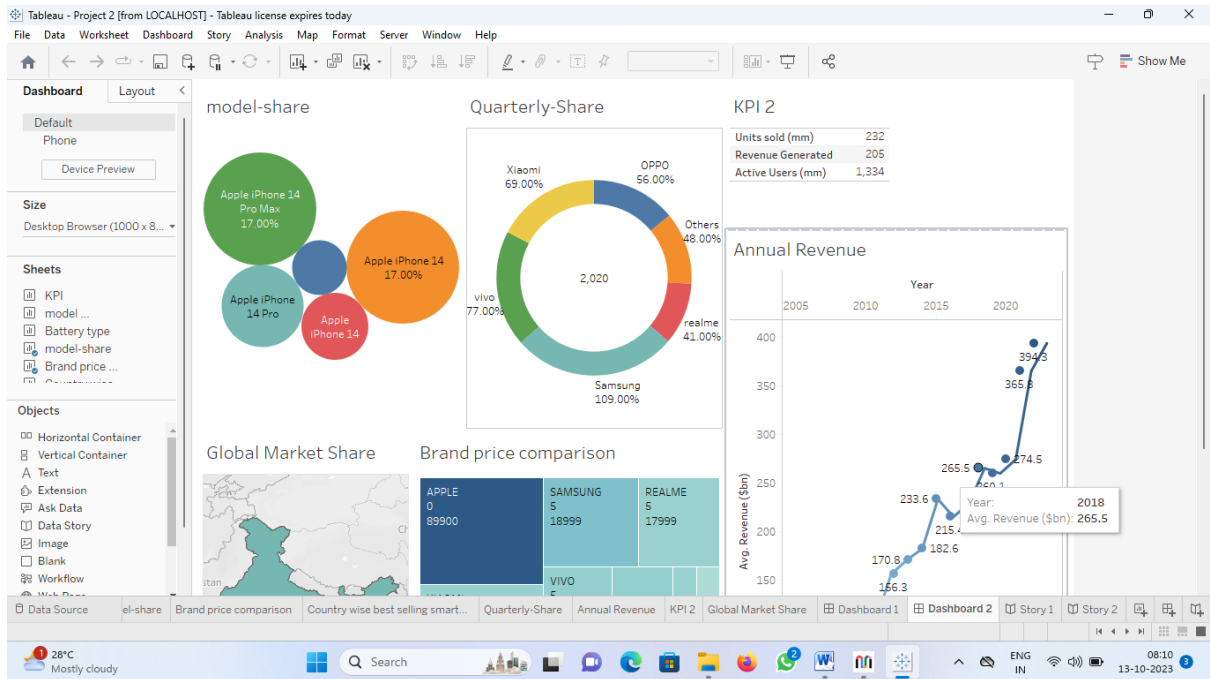 Tableau - Project 2 [from LOCALHOST] - Tableau license expires today
File Data Worksheet Dashboard Story Analysis Map Format Server Window Help
Show Me
Dashboard Layout
Default
Phone
Device Preview
Size
Desktop Browser (1000 x 8...
Sheets
KPI
model ...
Battery type
model-share
Brand price ...
Objects
Horizontal Container
Vertical Container
Text
Extension
Ask Data
Data Story
Image
Blank
Workflow
model-share
Apple iPhone 14
Pro Max
17.00%
Apple iPhone 14
17.00%
Apple iPhone
14 Pro
Apple
iPhone 14
Quarterly-Share
Xiaomi
69.00%
OPPO
56.00%
Others
48.00%
2,020
vivo
77.00%
realme
41.00%
Samsung
109.00%
KPI 2
Units sold (mm) 232
Revenue Generated 205
Active Users (mm) 1,334
Annual Revenue
Year
2005 2010 2015 2020
400
350
300
250
200
150
Avg. Revenue ($bn)
394.3
365.8
274.5
265.5
260.1
233.6
215.4
182.6
170.8
156.3
Year: 2018
Avg. Revenue ($bn): 265.5
Global Market Share
Brand price comparison
APPLE
0
89900
SAMSUNG
5
18999
REALME
5
17999
VIVO
Data Source el-share Brand price comparison Country wise best selling smart... Quarterly-Share Annual Revenue KPI 2 Global Market Share Dashboard 1 Dashboard 2 Story 1 Story 2
1
28°C
Mostly cloudy
Search
2
W
ENG
IN
08:10
13-10-2023
3